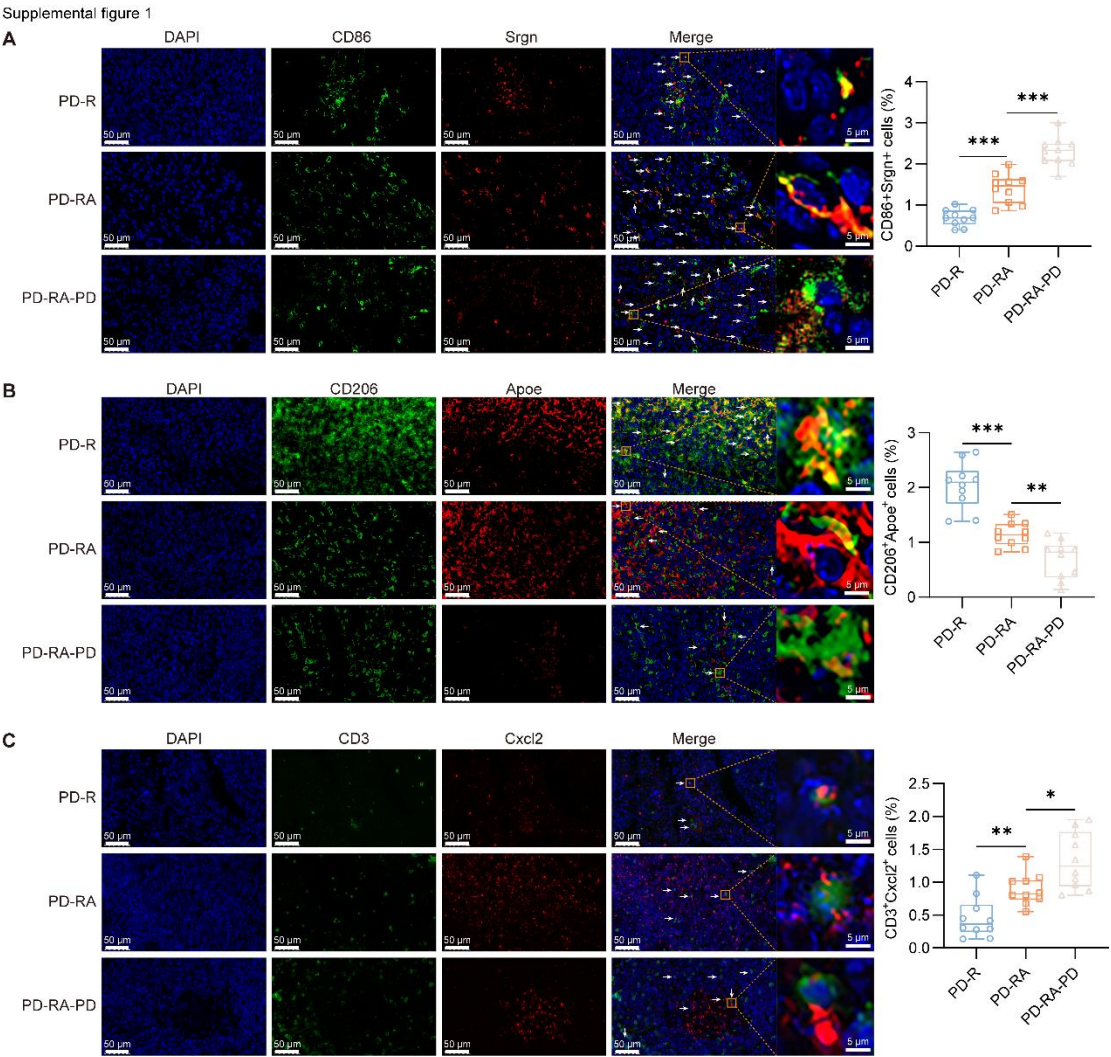 Supplemental figure 1
A
DAPI CD86 Srgn Merge
PD-R
50 µm 50 µm 50 µm 50 µm 5 µm
PD-RA
50 µm 50 µm 50 µm 50 µm 5 µm
PD-RA-PD
50 µm 50 µm 50 µm 50 µm 5 µm
CD86+Srgn+ cells (%)
4
3
2
1
0
*** ***
PD-R PD-RA PD-RA-PD
B
DAPI CD206 Apoe Merge
PD-R
50 µm 50 µm 50 µm 50 µm 5 µm
PD-RA
50 µm 50 µm 50 µm 50 µm 5 µm
PD-RA-PD
50 µm 50 µm 50 µm 50 µm 5 µm
CD206⁺Apoe⁺ cells (%)
3
2
1
0
*** **
PD-R PD-RA PD-RA-PD
C
DAPI CD3 Cxcl2 Merge
PD-R
50 µm 50 µm 50 µm 50 µm 5 µm
PD-RA
50 µm 50 µm 50 µm 50 µm 5 µm
PD-RA-PD
50 µm 50 µm 50 µm 50 µm 5 µm
CD3⁺Cxcl2⁺ cells (%)
2.5
2.0
1.5
1.0
0.5
0.0
** *
PD-R PD-RA PD-RA-PD